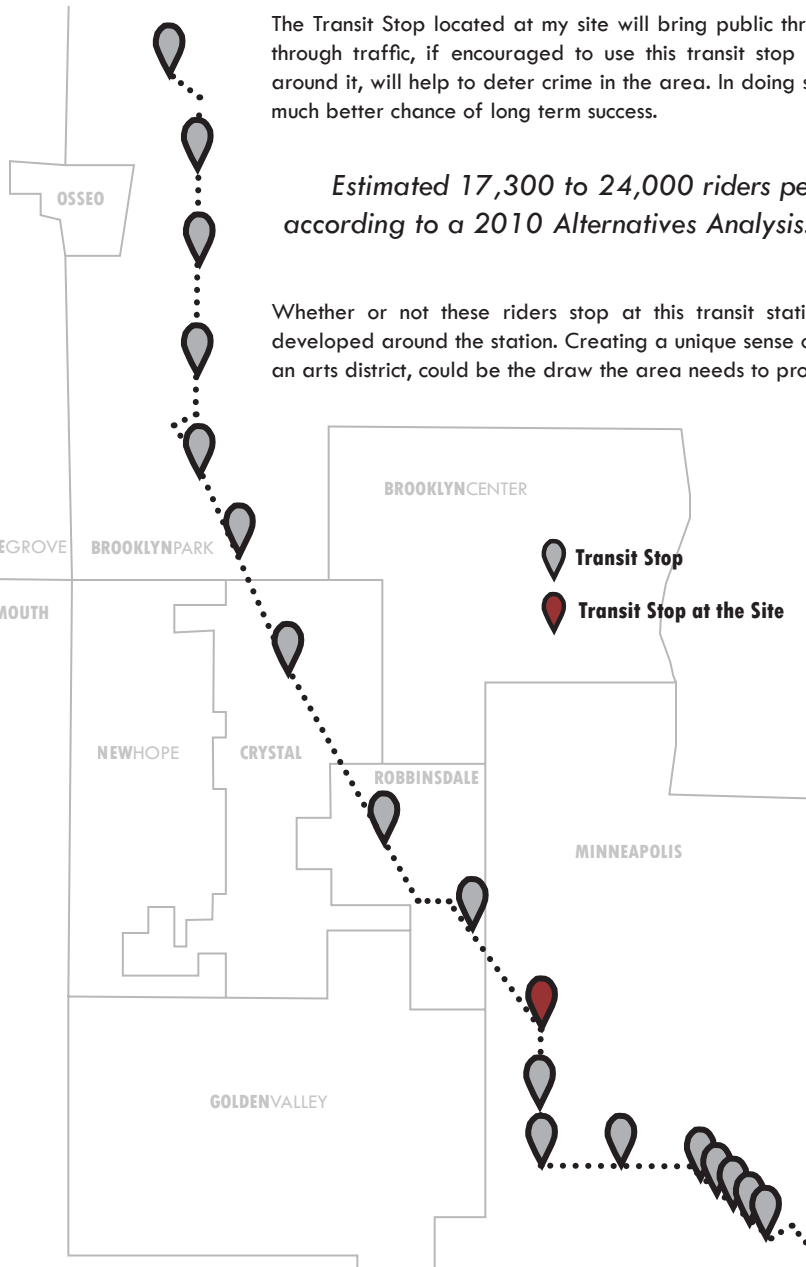 The Transit Stop located at my site will bring public
through traffic, if encouraged to use this transit stop
around it, will help to deter crime in the area. In doing
much better chance of long term success.
Estimated 17,300 to 24,000 riders
according to a 2010 Alternatives Analysis.
Whether or not these riders stop at this transit
developed around the station. Creating a unique sense
an arts district, could be the draw the area needs to
OSSEO
BROOKLYNCENTER
EGROVE
BROOKLYNPARK
Transit Stop
MOUTH
Transit Stop at the Site
NEWHOPE
CRYSTAL
ROBBINSDALE
MINNEAPOLIS
GOLDENVALLEY